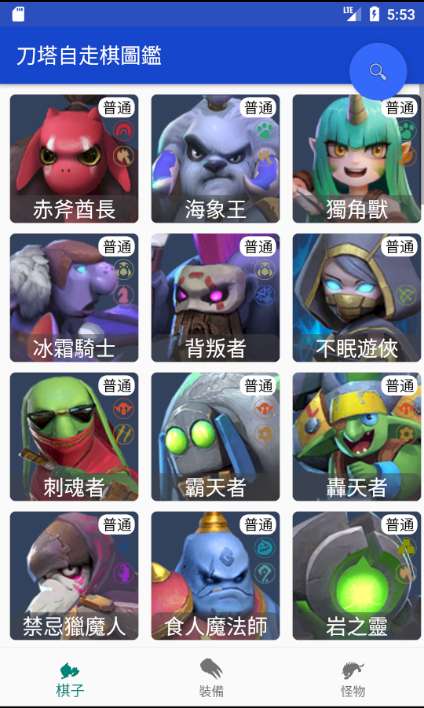 LTE 5:53
刀塔自走棋圖鑑
普通 普通 普通
赤斧酋長 海象王 獨角獸
普通 普通 普通
冰霜騎士 背叛者 不眠遊俠
普通 普通 普通
刺魂者 霸天者 轟天者
普通 普通 普通
禁忌獵魔人 食人魔法師 岩之靈
棋子 裝備 怪物